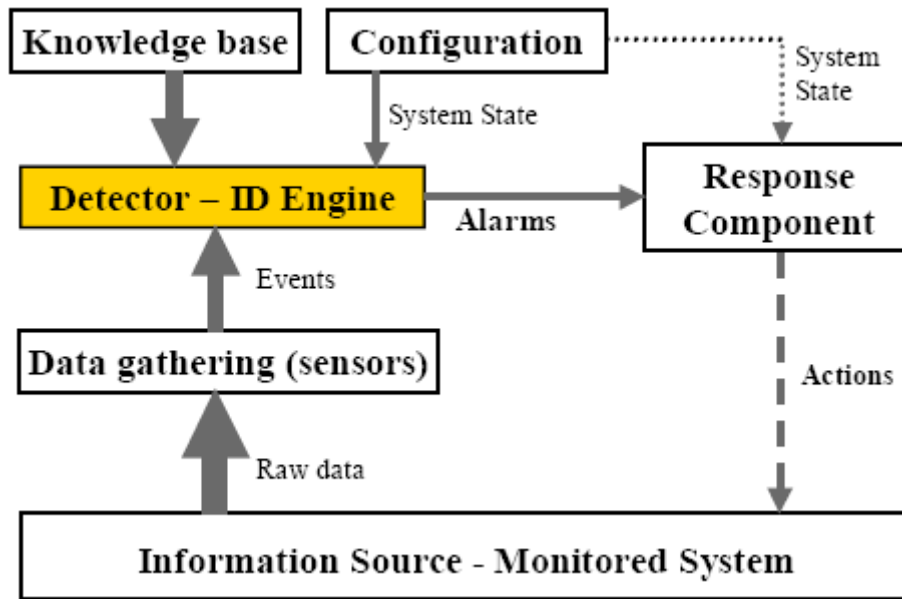 Knowledge base
Configuration
System
State
System State
Detector – ID Engine
Alarms
Response
Component
Events
Data gathering (sensors)
Actions
Raw data
Information Source - Monitored System